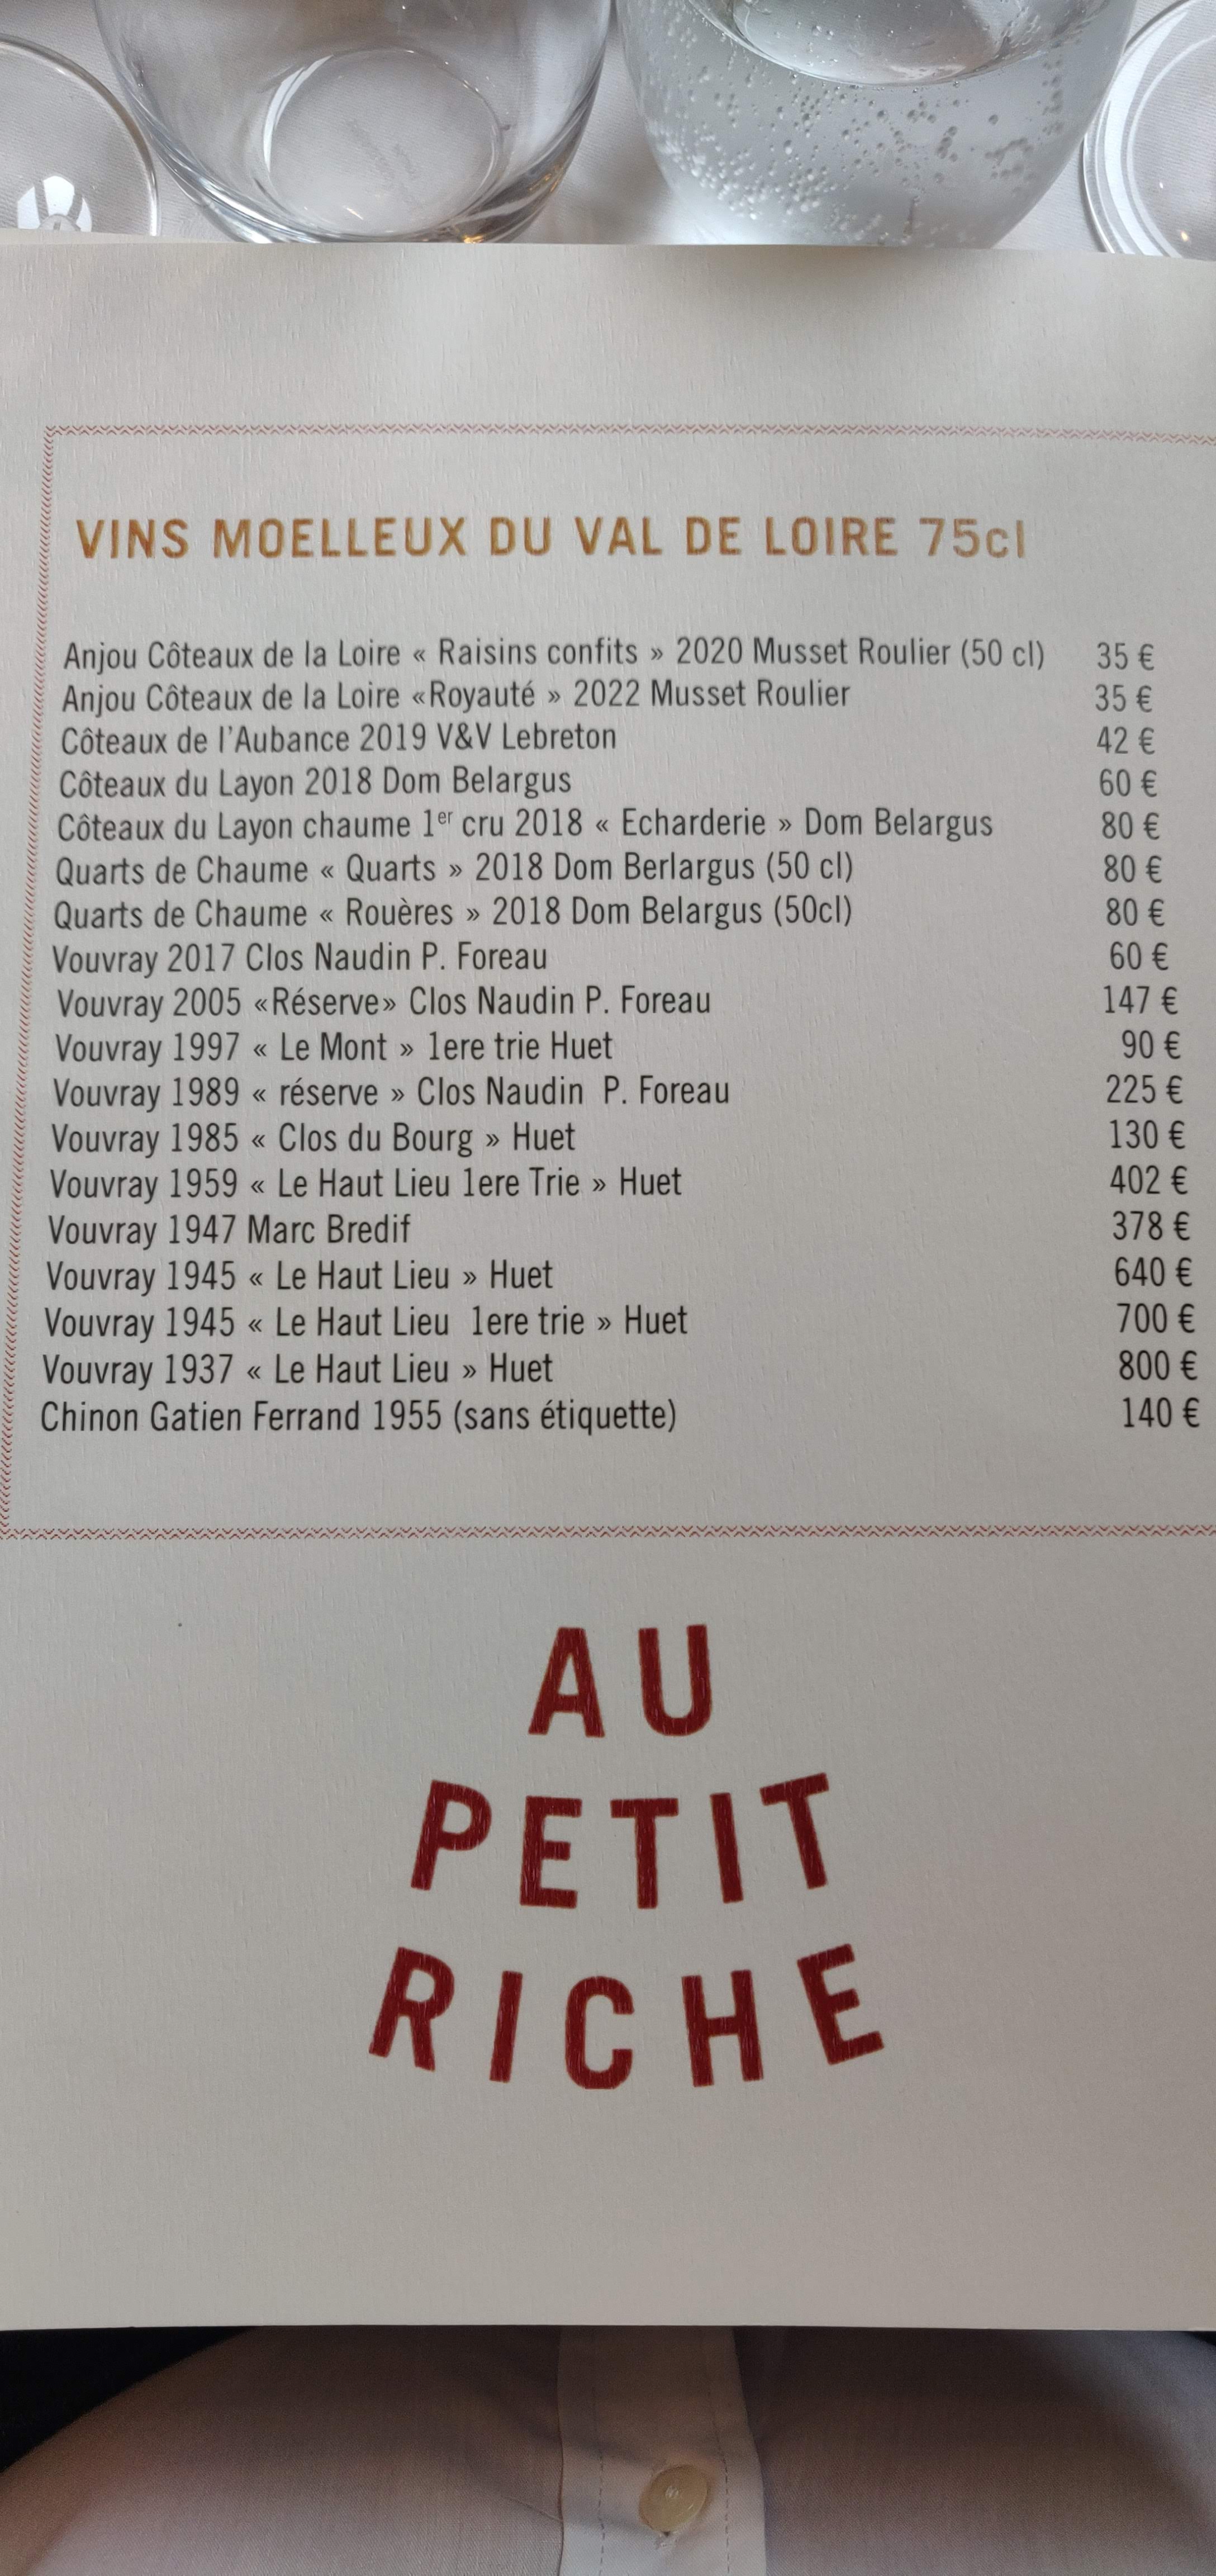 VINS MOELLEUX DU VAL DE LOIRE 75cl
Anjou Côteaux de la Loire « Raisins confits » 2020 Musset Roulier (50 cl) 35 €
Anjou Côteaux de la Loire «Royauté » 2022 Musset Roulier 35 €
Côteaux de l'Aubance 2019 V&V Lebreton 42 €
Côteaux du Layon 2018 Dom Belargus 60 €
Côteaux du Layon chaume 1er cru 2018 « Echarderie » Dom Belargus 80 €
Quarts de Chaume « Quarts » 2018 Dom Berlargus (50 cl) 80 €
Quarts de Chaume « Rouères » 2018 Dom Belargus (50cl) 80 €
Vouvray 2017 Clos Naudin P. Foreau 60 €
Vouvray 2005 «Réserve» Clos Naudin P. Foreau 147 €
Vouvray 1997 « Le Mont » 1ere trie Huet 90 €
Vouvray 1989 « réserve » Clos Naudin P. Foreau 225 €
Vouvray 1985 « Clos du Bourg » Huet 130 €
Vouvray 1959 « Le Haut Lieu 1ere Trie » Huet 402 €
Vouvray 1947 Marc Bredif 378 €
Vouvray 1945 « Le Haut Lieu » Huet 640 €
Vouvray 1945 « Le Haut Lieu 1ere trie » Huet 700 €
Vouvray 1937 « Le Haut Lieu » Huet 800 €
Chinon Gatien Ferrand 1955 (sans étiquette) 140 €
AU
PETIT
RICHE